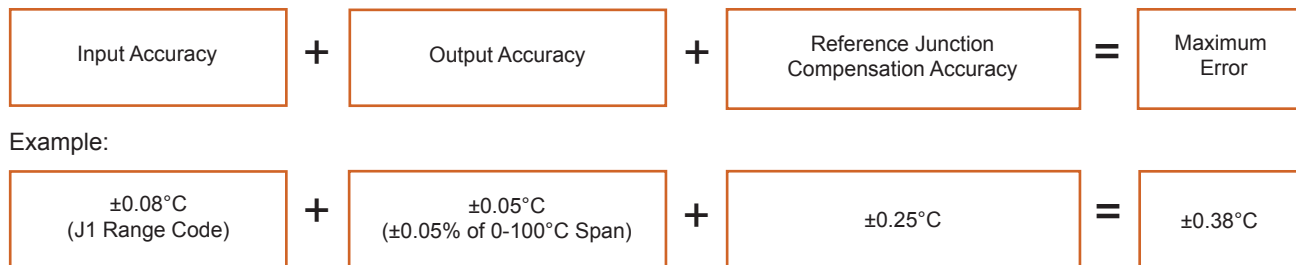 Input Accuracy
+
Output Accuracy
+
Reference Junction
Compensation Accuracy
=
Maximum
Error
Example:
±0.08°C
(J1 Range Code)
+
±0.05°C
(±0.05% of 0-100°C Span)
+
±0.25°C
=
±0.38°C